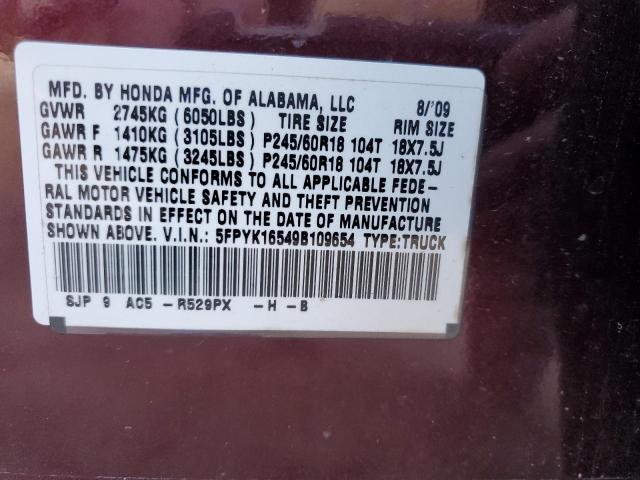 MFD. BY HONDA MFG. OF ALABAMA, LLC 8/'09
GVWR 2745KG (6050LBS) TIRE SIZE RIM SIZE
GAWR F 1410KG (3105LBS) P245/60R18 104T 18X7.5J
GAWR R 1475KG (3245LBS) P245/60R18 104T 18X7.5J
THIS VEHICLE CONFORMS TO ALL APPLICABLE FEDE-
RAL MOTOR VEHICLE SAFETY AND THEFT PREVENTION
STANDARDS IN EFFECT ON THE DATE OF MANUFACTURE
SHOWN ABOVE. V.I.N.: 5FPYK16549B109654 TYPE:TRUCK
SJP 9 AC5 -R529PX -H -B